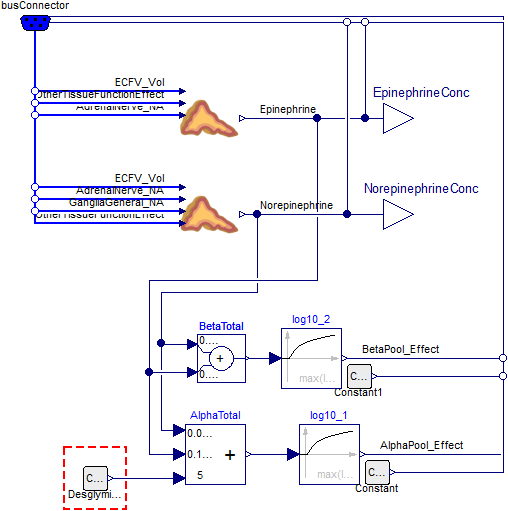 busConnector
ECFV_Vol
OtherTissueFunctionEffect
AdrenalNerve_NA
Epinephrine
EpinephrineConc
ECFV_Vol
AdrenalNerve_NA
GangliaGeneral_NA
OtherTissueFunctionEffect
Norepinephrine
NorepinephrineConc
BetaTotal
log10_2
0....
+
0....
max(l...
BetaPool_Effect
C...
Constant1
AlphaTotal
log10_1
0.0...
0.1...
+
5
max(l...
AlphaPool_Effect
C...
Constant
C...
Desglymi...